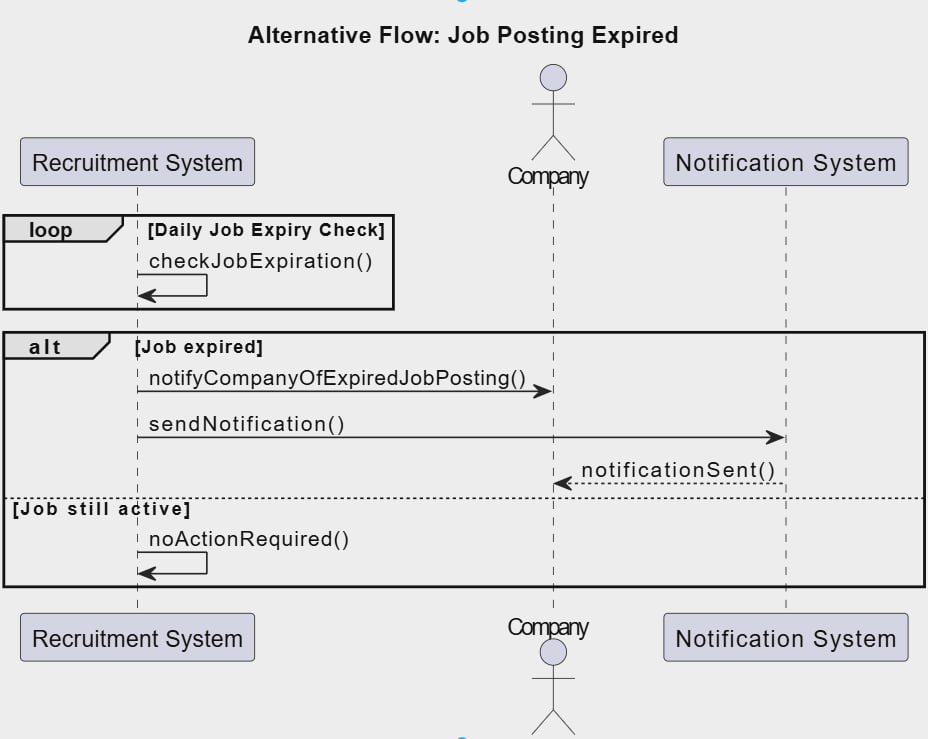 Alternative Flow: Job Posting Expired
Recruitment System
Company
Notification System
loop
[Daily Job Expiry Check]
checkJobExpiration()
alt
[Job expired]
notifyCompanyOfExpiredJobPosting()
sendNotification()
notificationSent()
[Job still active]
noActionRequired()
Recruitment System
Company
Notification System